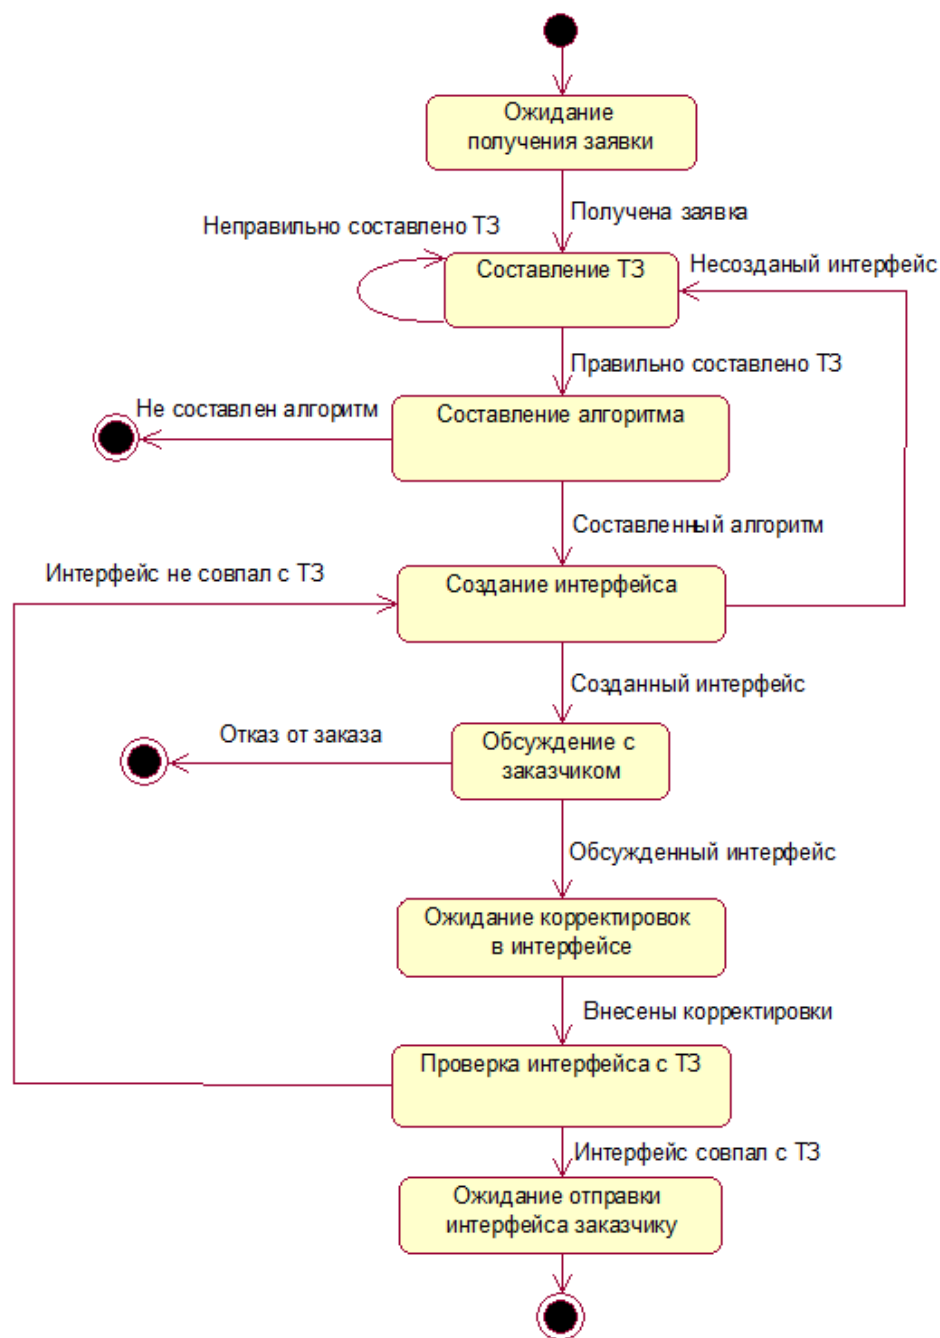 Ожидание
получения заявки
Получена заявка
Неправильно составлено ТЗ
Составление ТЗ
Несозданый интерфейс
Правильно составлено ТЗ
Не составлен алгоритм
Составление алгоритма
Составленный алгоритм
Интерфейс не совпал с ТЗ
Создание интерфейса
Созданный интерфейс
Отказ от заказа
Обсуждение с
заказчиком
Обсужденный интерфейс
Ожидание корректировок
в интерфейсе
Внесены корректировки
Проверка интерфейса с ТЗ
Интерфейс совпал с ТЗ
Ожидание отправки
интерфейса заказчику